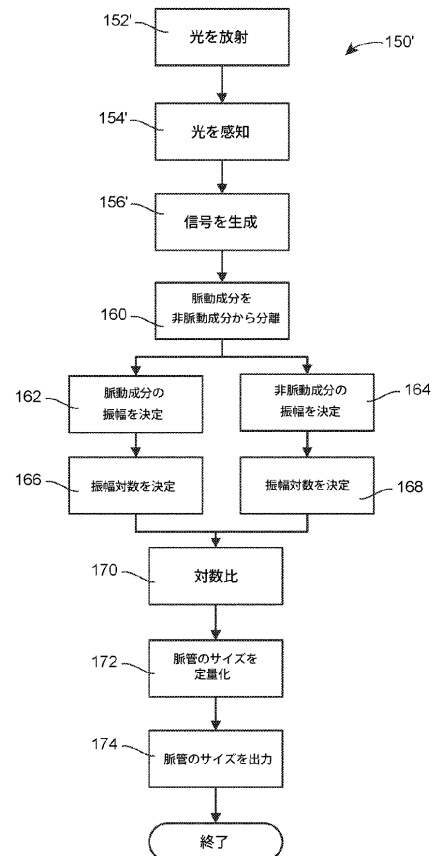 152'
光を放射
150'
154'
光を感知
156'
信号を生成
160
脈動成分を
非脈動成分から分離
162
脈動成分の
振幅を決定
非脈動成分の
振幅を決定
164
166
振幅対数を決定
振幅対数を決定
168
170
対数比
172
脈管のサイズを
定量化
174
脈管のサイズを出力
終了